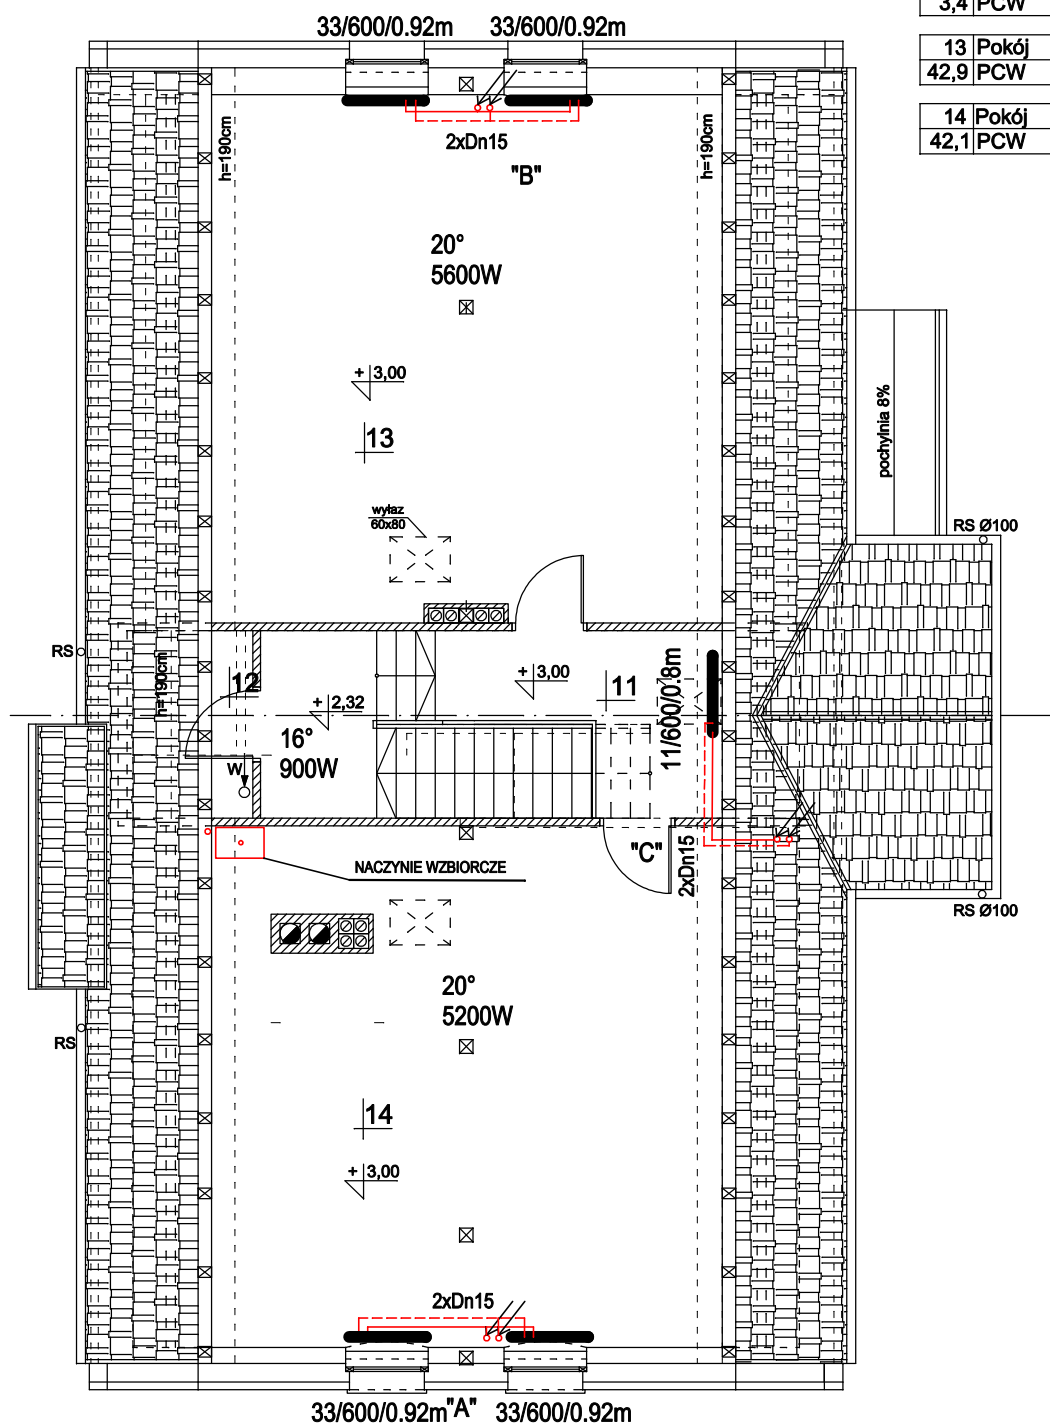 33/600/0.92m 33/600/0.92m
3,4 PCW
13 Pokój
42,9 PCW
14 Pokój
42,1 PCW
h=190cm
h=190cm
2xDn15
"B"
20°
5600W
+ 3,00
13
pochylnia 8%
wyłaz
60x80
RS Ø100
RS
h=190cm
12
+ 2,32
+ 3,00
11
11/600/0.8m
16°
900W
W
"C"
2xDn15
NACZYNIE WZBIORCZE
RS Ø100
20°
5200W
RS
14
+ 3,00
2xDn15
33/600/0.92m "A" 33/600/0.92m